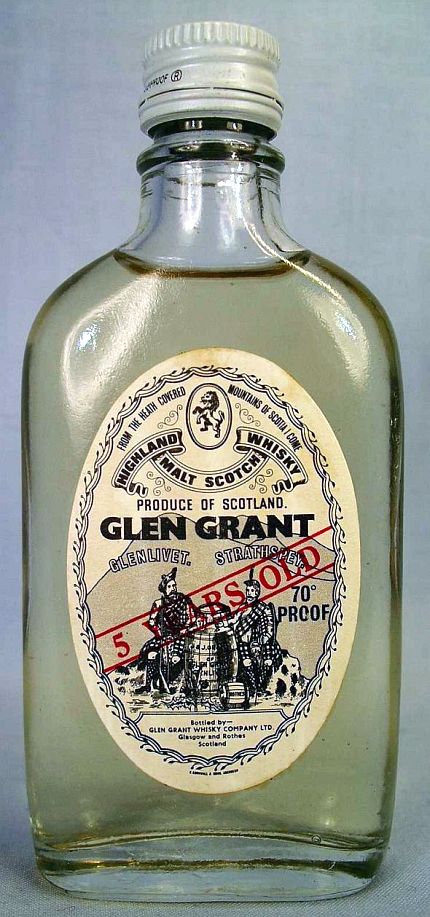 FROM THE HEATH COVERED MOUNTAINS OF SCOTIA I COME
HIGHLAND WHISKY
MALT SCOTCH
PRODUCE OF SCOTLAND.
GLEN GRANT
GLENLIVET. STRATHSPEY.
5 YEARS OLD
70° PROOF
Bottled by—
GLEN GRANT WHISKY COMPANY LTD.
Glasgow and Rothes
Scotland